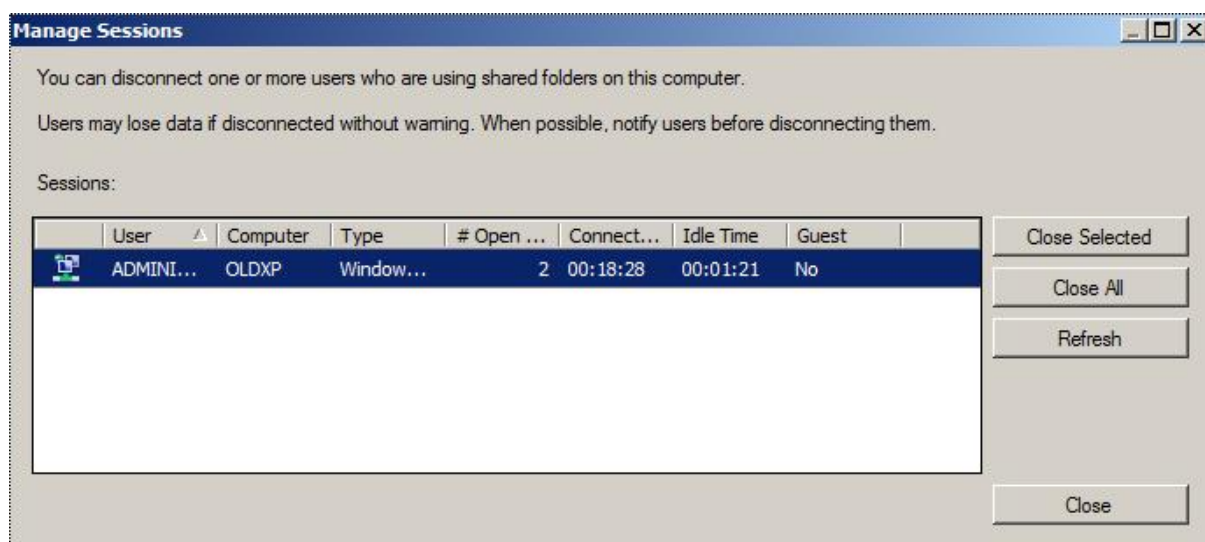 Manage Sessions
You can disconnect one or more users who are using shared folders on this computer.
Users may lose data if disconnected without warning. When possible, notify users before disconnecting them.
Sessions:
User Computer Type # Open ... Connect... Idle Time Guest
ADMINI... OLDXP Window... 2 00:18:28 00:01:21 No
Close Selected
Close All
Refresh
Close